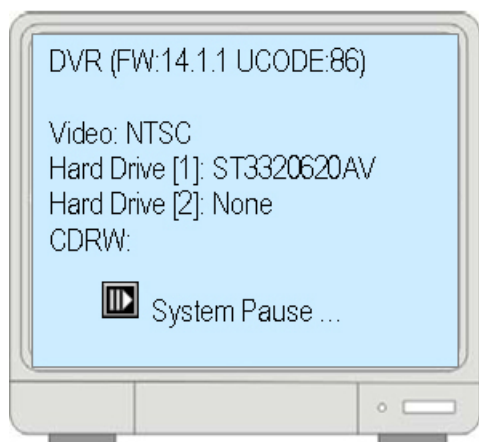 DVR (FW:14.1.1 UCODE:86)
Video: NTSC
Hard Drive [1]: ST3320620AV
Hard Drive [2]: None
CDRW:
System Pause ...